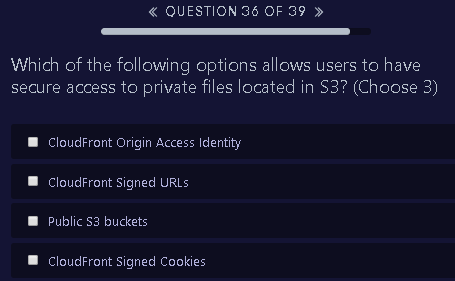 « QUESTION 36 OF 39 »
Which of the following options allows users to have
secure access to private files located in S3? (Choose 3)
CloudFront Origin Access Identity
CloudFront Signed URLs
Public S3 buckets
CloudFront Signed Cookies